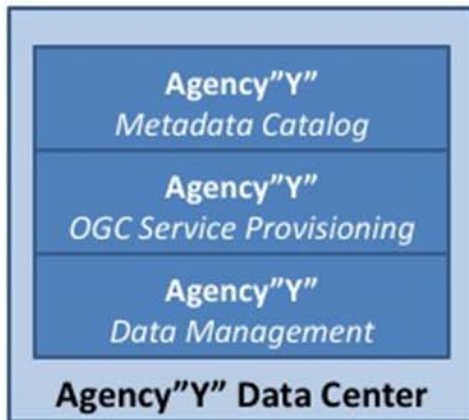 Agency”Y”
Metadata Catalog
Agency”Y”
OGC Service Provisioning
Agency”Y”
Data Management
Agency”Y” Data Center